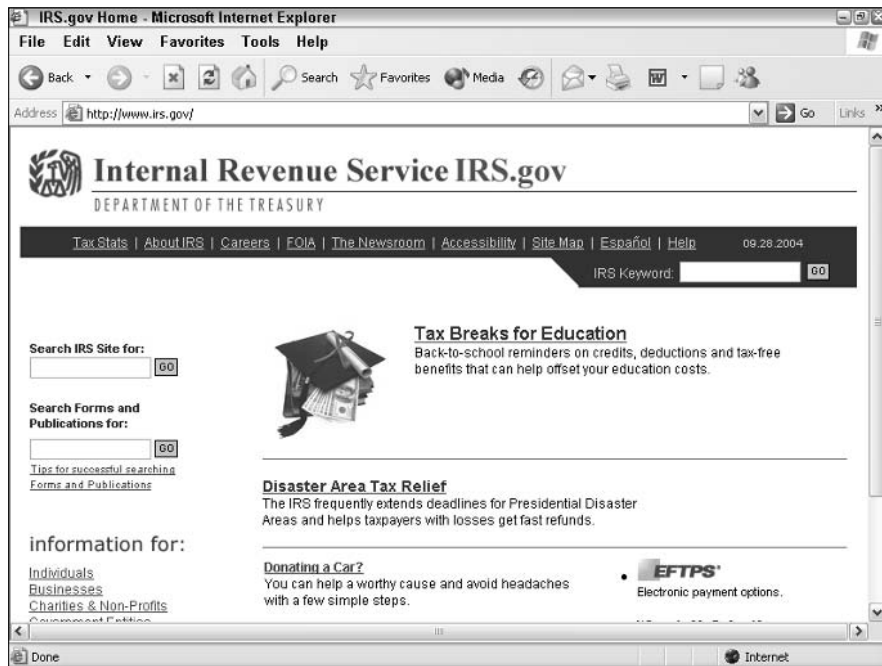 IRS.gov Home - Microsoft Internet Explorer
File Edit View Favorites Tools Help
Back Search Favorites Media
Address http://www.irs.gov/ Go Links »
Internal Revenue Service IRS.gov
DEPARTMENT OF THE TREASURY
Tax Stats | About IRS | Careers | FOIA | The Newsroom | Accessibility | Site Map | Español | Help 09.28.2004
IRS Keyword: GO
Search IRS Site for:
GO
Search Forms and
Publications for:
GO
Tips for successful searching
Forms and Publications
information for:
Individuals
Businesses
Charities & Non-Profits
Tax Breaks for Education
Back-to-school reminders on credits, deductions and tax-free
benefits that can help offset your education costs.
Disaster Area Tax Relief
The IRS frequently extends deadlines for Presidential Disaster
Areas and helps taxpayers with losses get fast refunds.
Donating a Car?
You can help a worthy cause and avoid headaches
with a few simple steps.
EFTPS
Electronic payment options.
Done Internet